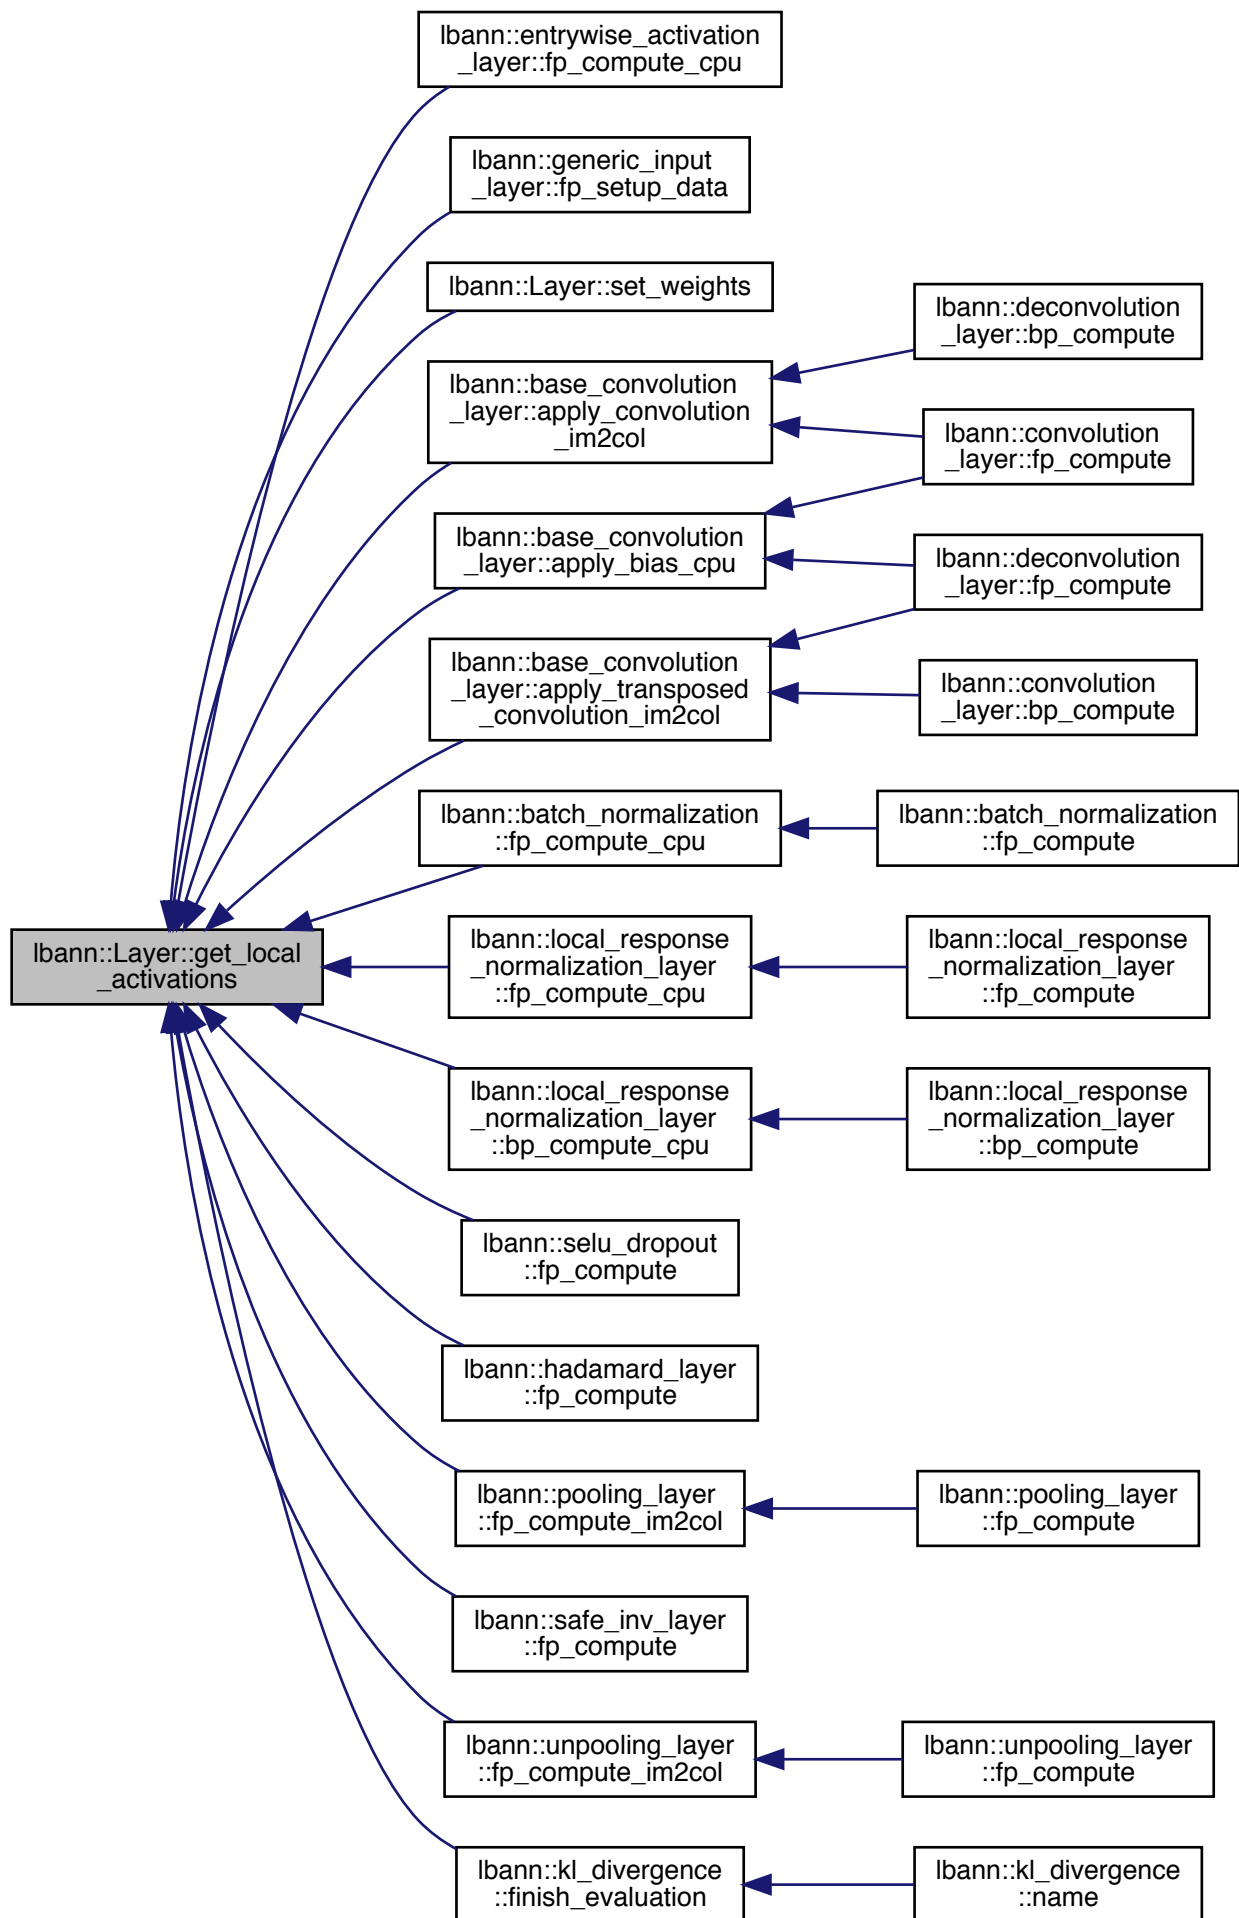 lbann::entrywise_activation
_layer::fp_compute_cpu
lbann::generic_input
_layer::fp_setup_data
lbann::Layer::set_weights
lbann::deconvolution
_layer::bp_compute
lbann::base_convolution
_layer::apply_convolution
_im2col
lbann::convolution
_layer::fp_compute
lbann::base_convolution
_layer::apply_bias_cpu
lbann::deconvolution
_layer::fp_compute
lbann::base_convolution
_layer::apply_transposed
_convolution_im2col
lbann::convolution
_layer::bp_compute
lbann::batch_normalization
::fp_compute_cpu
lbann::batch_normalization
::fp_compute
lbann::Layer::get_local
_activations
lbann::local_response
_normalization_layer
::fp_compute_cpu
lbann::local_response
_normalization_layer
::fp_compute
lbann::local_response
_normalization_layer
::bp_compute_cpu
lbann::local_response
_normalization_layer
::bp_compute
lbann::selu_dropout
::fp_compute
lbann::hadamard_layer
::fp_compute
lbann::pooling_layer
::fp_compute_im2col
lbann::pooling_layer
::fp_compute
lbann::safe_inv_layer
::fp_compute
lbann::unpooling_layer
::fp_compute_im2col
lbann::unpooling_layer
::fp_compute
lbann::kl_divergence
::finish_evaluation
lbann::kl_divergence
::name